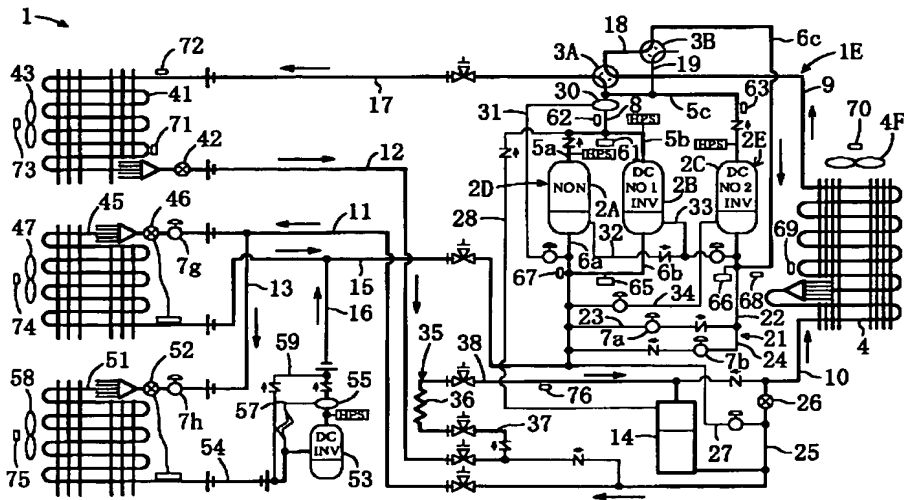 1
18
3A
3B
6c
1E
72
43
41
17
30
31
8
19
63
9
62
HPS
5c
70
4F
71
42
5b
HPS
73
12
5a
HPS
61
2C
2E
2D
NON
2A
DC
NO 1
INV
2B
DC
NO 2
INV
47
45
46
11
28
33
32
69
7g
67
6a
6b
65
66
68
74
13
15
16
34
23
22
21
7a
24
4
51
52
59
35
38
7b
10
58
57
55
HPS
76
36
26
7h
37
14
27
25
75
54
DC
INV
53